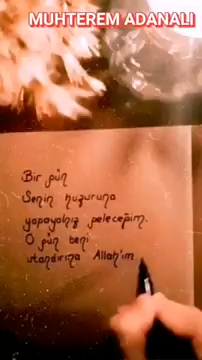 MUHTEREM ADANALI
Bir gün
Senin huzuruna
yapayalnız geleceğim.
O gün beni
utandırma Allah'ım